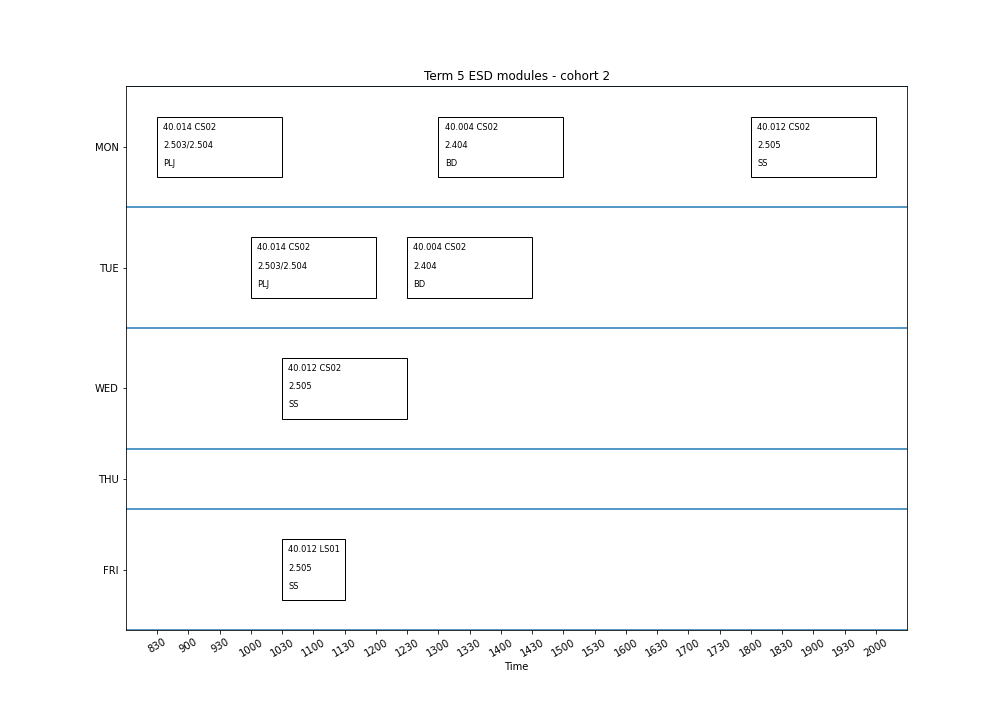 Term 5 ESD modules - cohort 2
MON
40.014 CS02
2.503/2.504
PLJ
40.004 CS02
2.404
BD
40.012 CS02
2.505
SS
TUE
40.014 CS02
2.503/2.504
PLJ
40.004 CS02
2.404
BD
WED
40.012 CS02
2.505
SS
THU
FRI
40.012 LS01
2.505
SS
830 900 930 1000 1030 1100 1130 1200 1230 1300 1330 1400 1430 1500 1530 1600 1630 1700 1730 1800 1830 1900 1930 2000
Time